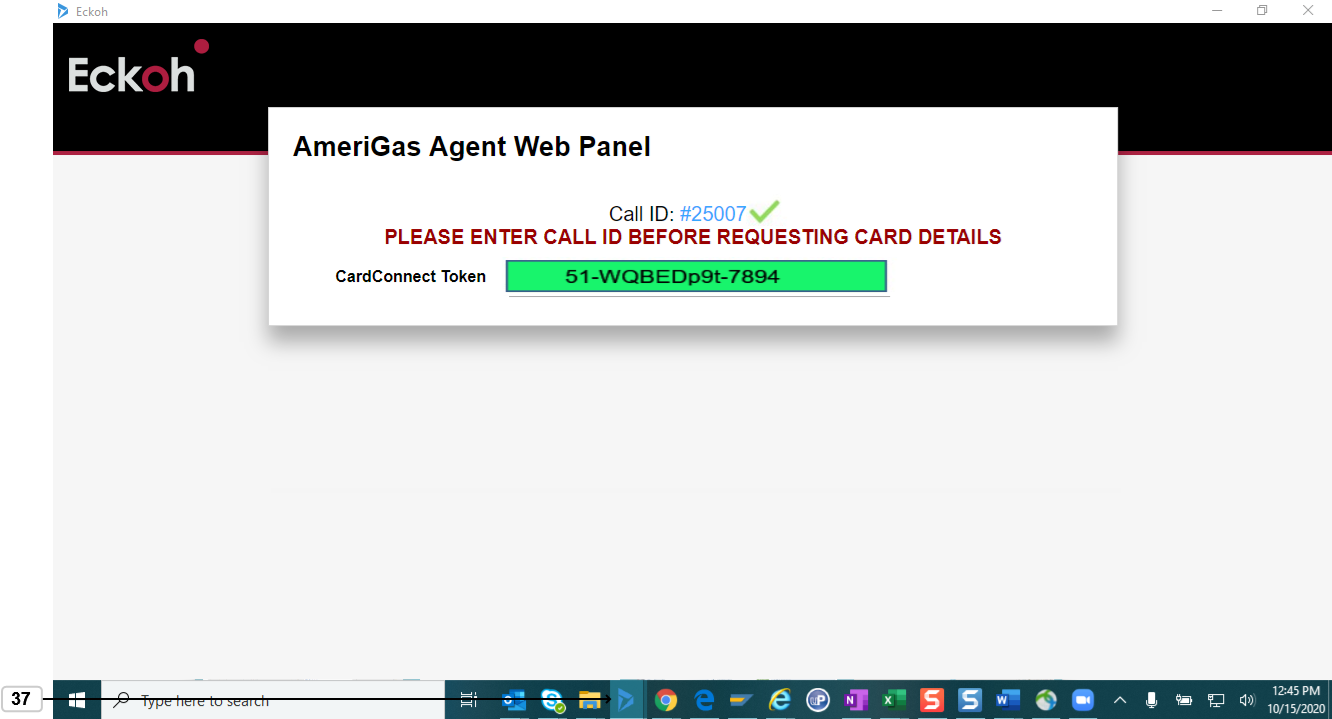 Eckoh
Eckoh
AmeriGas Agent Web Panel
Call ID: #25007
PLEASE ENTER CALL ID BEFORE REQUESTING CARD DETAILS
CardConnect Token
51-WQBEDp9t-7894
37
Type here to search
12:45 PM
10/15/2020